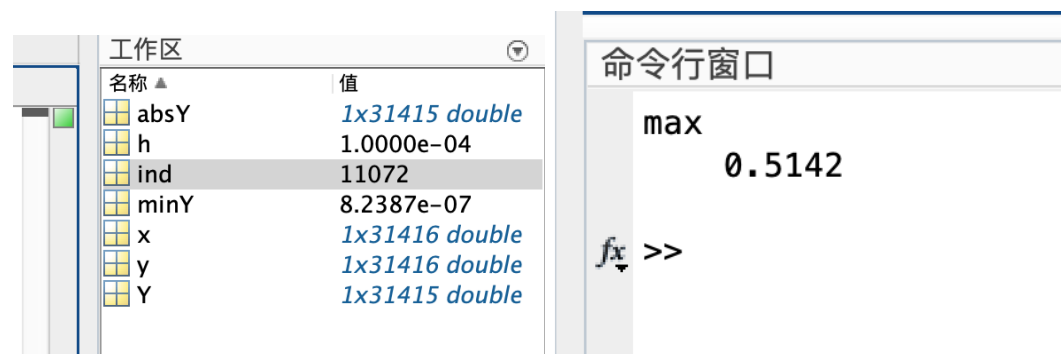 工作区
名称 值
absY 1x31415 double
h 1.0000e-04
ind 11072
minY 8.2387e-07
x 1x31416 double
y 1x31416 double
Y 1x31415 double
命令行窗口
max
0.5142
fx >>